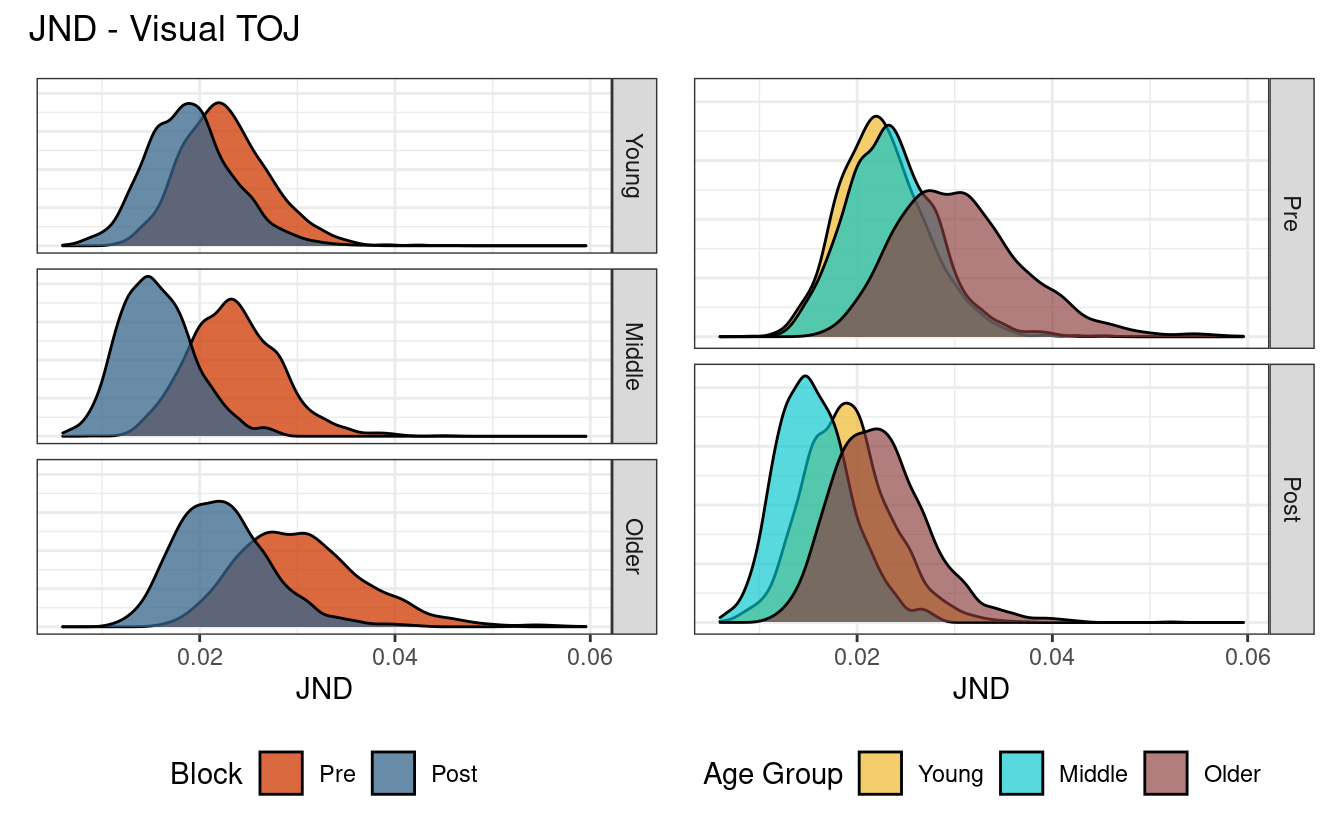 JND - Visual TOJ
Young
Middle
Older
0.02 0.04 0.06
JND
Block Pre Post
Pre
Post
0.02 0.04 0.06
JND
Age Group Young Middle Older